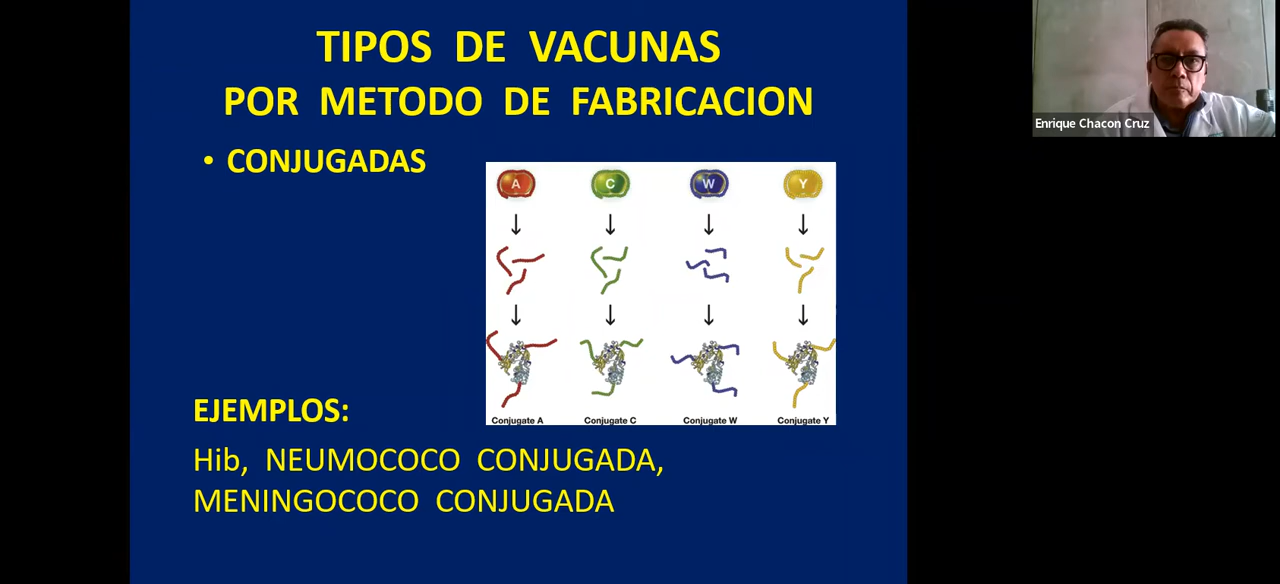 TIPOS DE VACUNAS
POR METODO DE FABRICACION
• CONJUGADAS
A C W Y
Conjugate A Conjugate C Conjugate W Conjugate Y
EJEMPLOS:
Hib, NEUMOCOCO CONJUGADA,
MENINGOCOCO CONJUGADA
Enrique Chacon Cruz